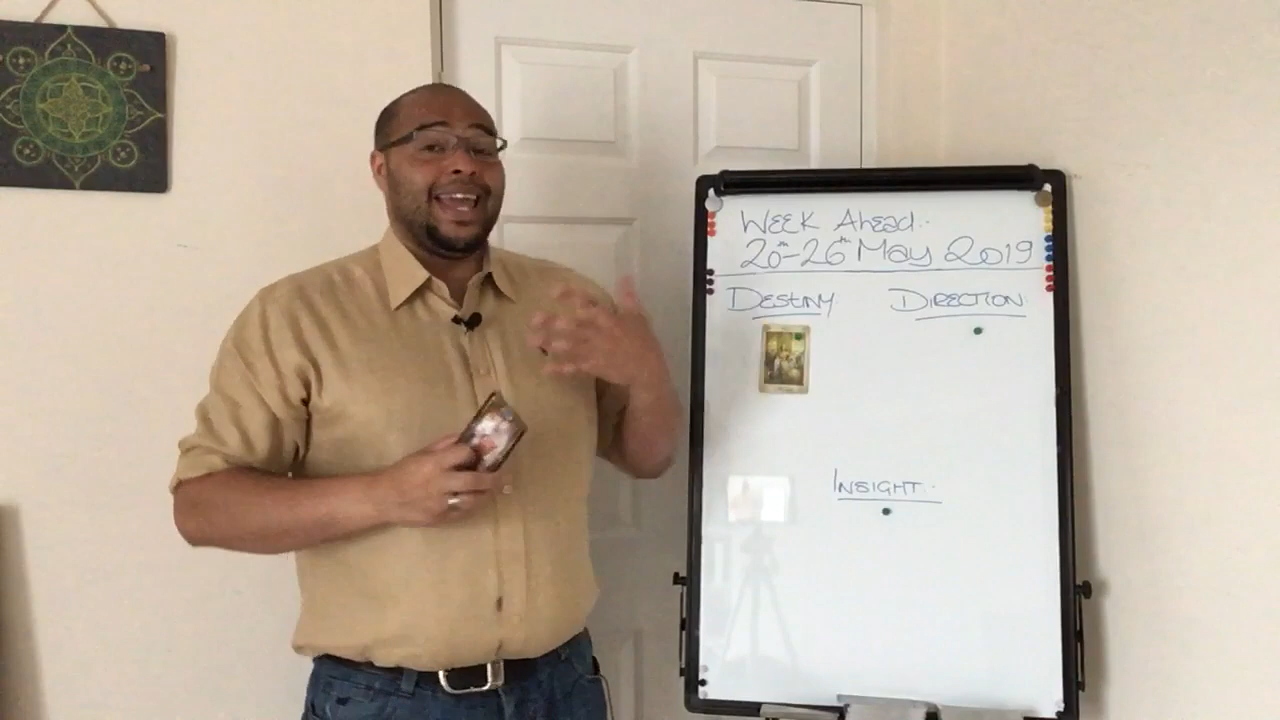 Week Ahead:-
20th-26th May 2019
Destiny
Direction
Insight:-